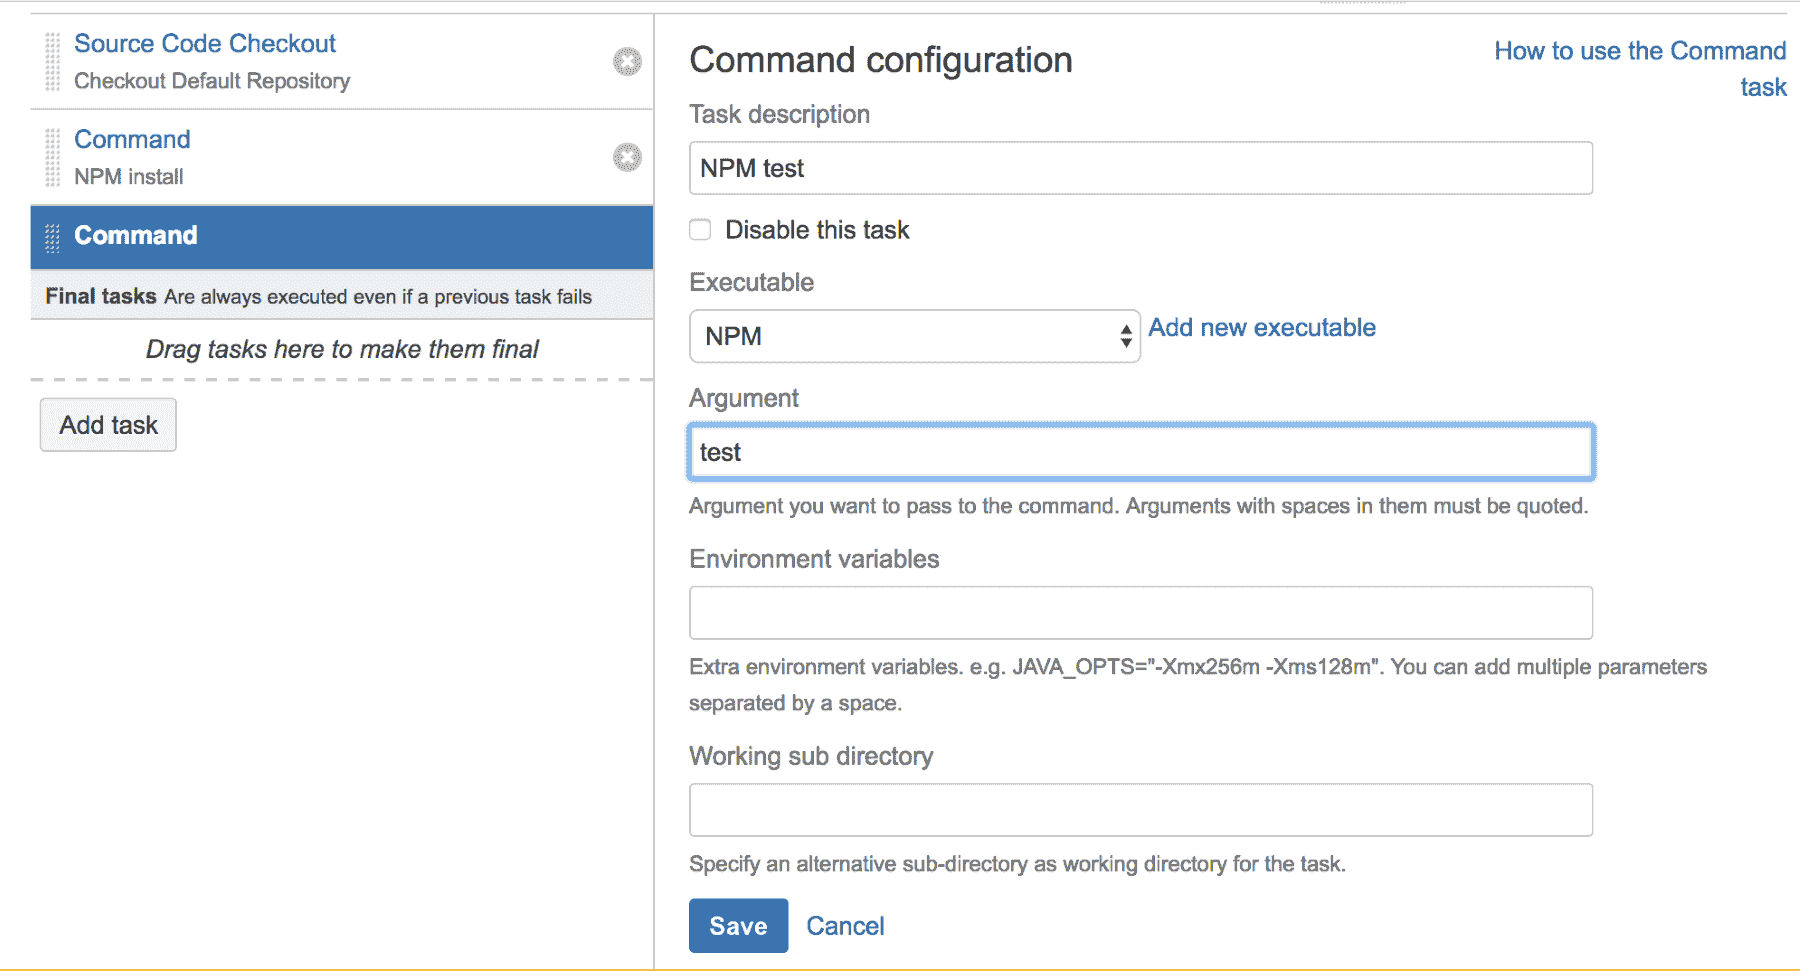 Source Code Checkout
Checkout Default Repository
Command
NPM install
Command
Final tasks Are always executed even if a previous task fails
Drag tasks here to make them final
Add task
Command configuration
How to use the Command
task
Task description
NPM test
Disable this task
Executable
NPM
Add new executable
Argument
test
Argument you want to pass to the command. Arguments with spaces in them must be quoted.
Environment variables
Extra environment variables. e.g. JAVA_OPTS="-Xmx256m -Xms128m". You can add multiple parameters
separated by a space.
Working sub directory
Specify an alternative sub-directory as working directory for the task.
Save
Cancel